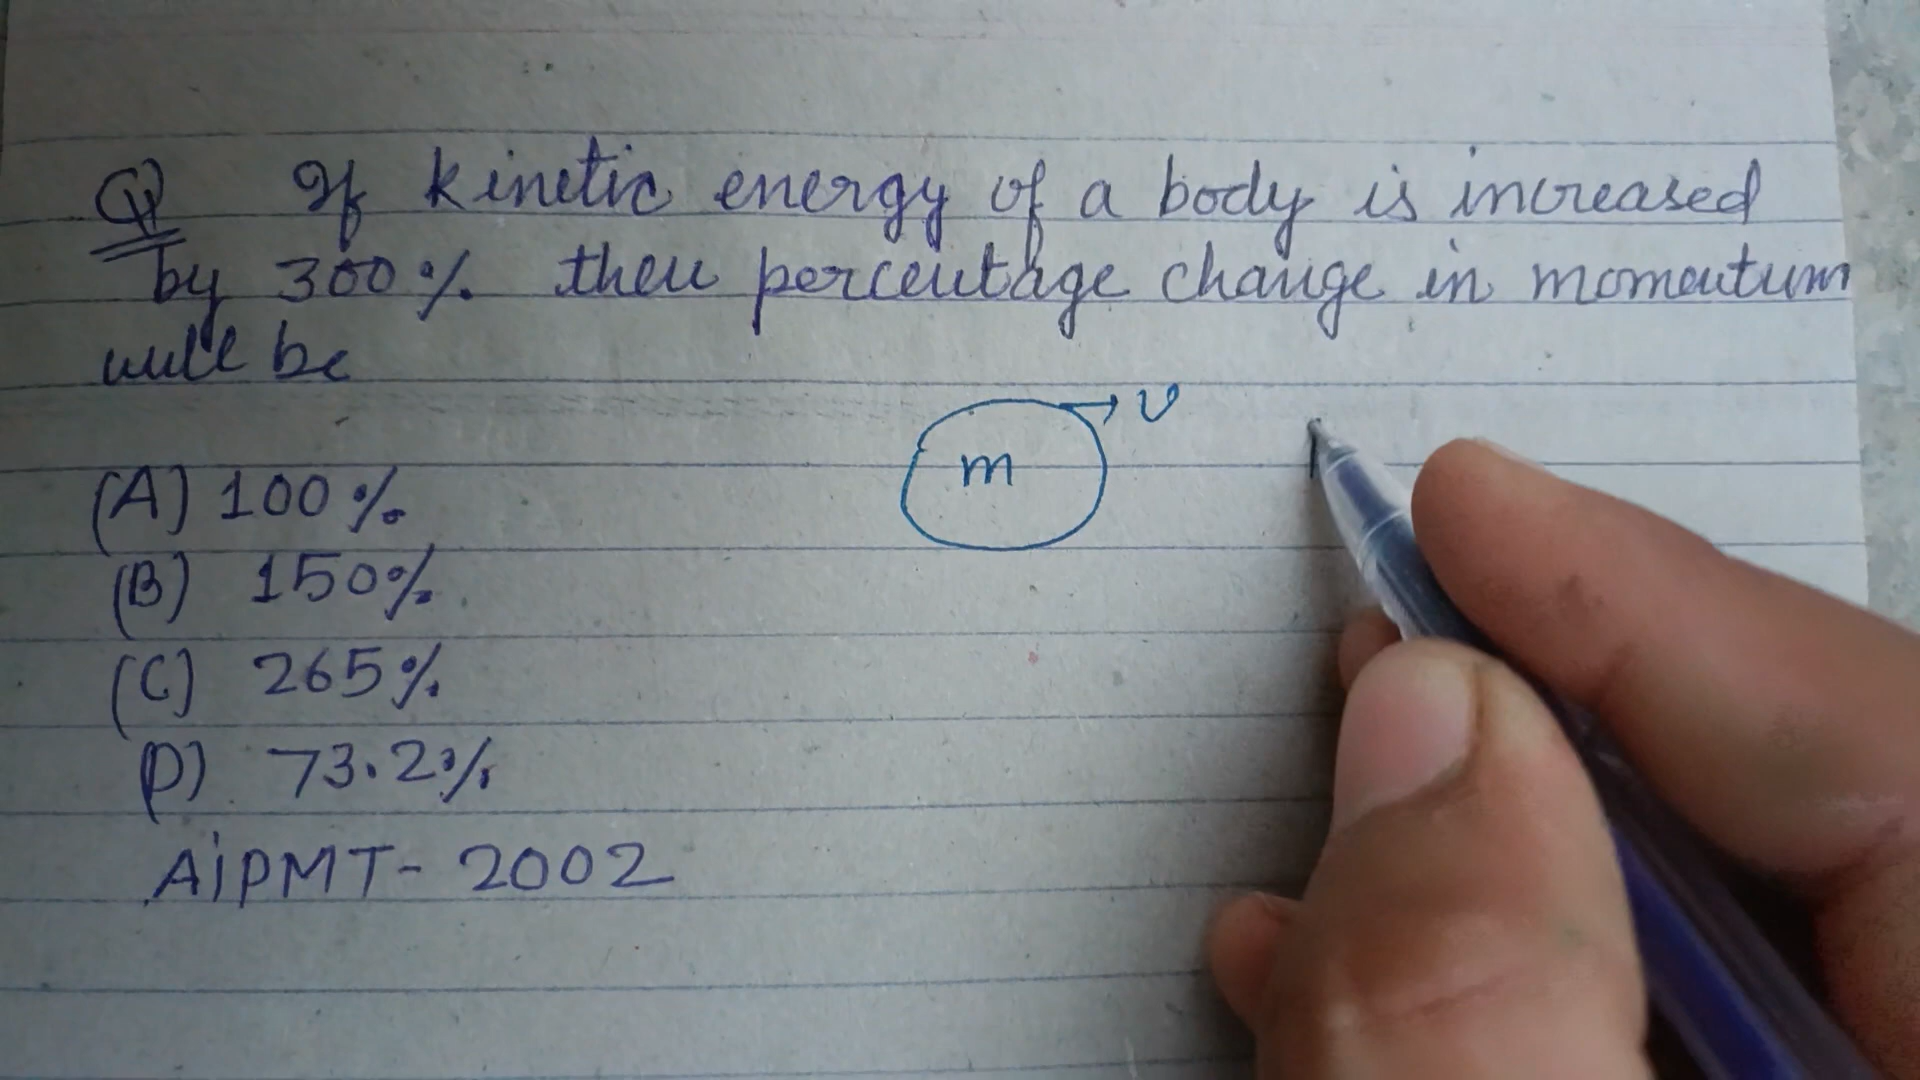 Q If kinetic energy of a body is increased
by 300% then percentage change in momentum
will be
m → v
(A) 100%
(B) 150%
(C) 265%
D) 73.2%
AiPMT- 2002